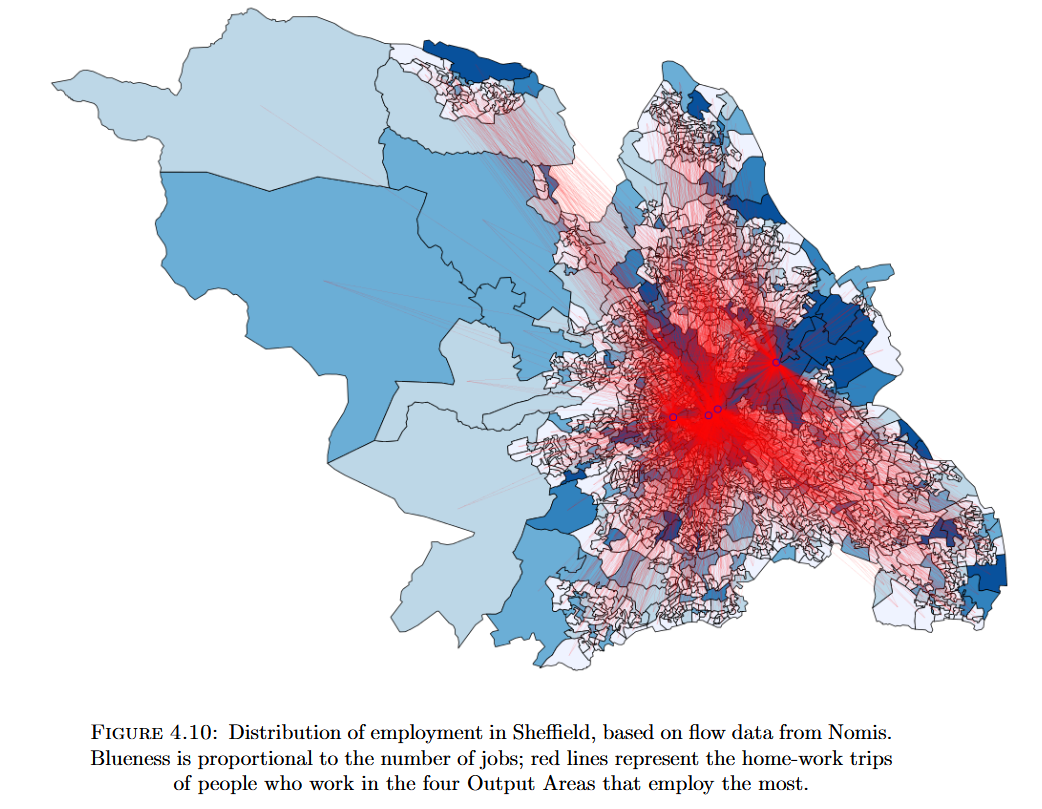 FIGURE 4.10: Distribution of employment in Sheffield, based on flow data from Nomis.
Blueness is proportional to the number of jobs; red lines represent the home-work trips
of people who work in the four Output Areas that employ the most.